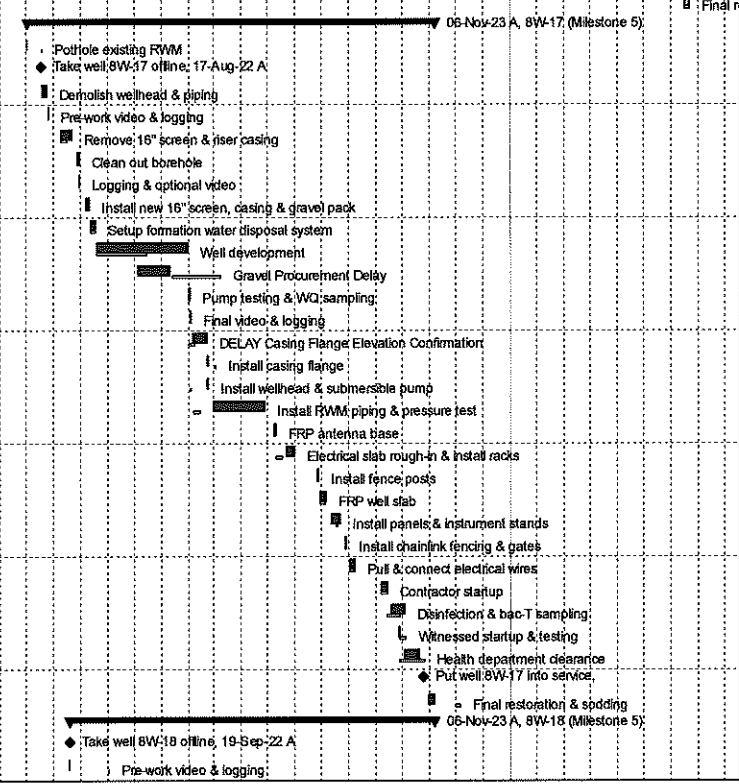 Final r
06-Nov-23 A, 8W-17 (Milestone 5)
Pothole existing RWM
Take well 8W-17 offline, 17-Aug-22 A
Demolish wellhead & piping
Pre-work video & logging
Remove 16" screen & riser casing
Clean out borehole
Logging & optional video
Install new 16" screen, casing & gravel pack
Setup formation water disposal system
Well development
Gravel Procurement Delay
Pump testing & WQ sampling
Final video & logging
DELAY Casing Flange Elevation Confirmation
Install casing flange
Install wellhead & submersible pump
Install RWM piping & pressure test
FRP antenna base
Electrical slab rough-in & install racks
Install fence posts
FRP well slab
Install panels & instrument stands
Install chainlink fencing & gates
Pull & connect electrical wires
Contractor startup
Disinfection & bac-T sampling
Witnessed startup & testing
Health department clearance
Put well 8W-17 into service,
Final restoration & sodding
06-Nov-23 A, 8W-18 (Milestone 5)
Take well 8W-18 offline, 19-Sep-22 A
Pre-work video & logging